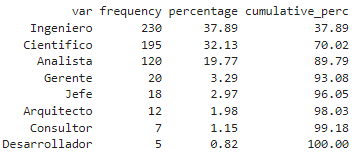 var frequency percentage cumulative_perc
Ingeniero 230 37.89 37.89
Cientifico 195 32.13 70.02
Analista 120 19.77 89.79
Gerente 20 3.29 93.08
Jefe 18 2.97 96.05
Arquitecto 12 1.98 98.03
Consultor 7 1.15 99.18
Desarrollador 5 0.82 100.00